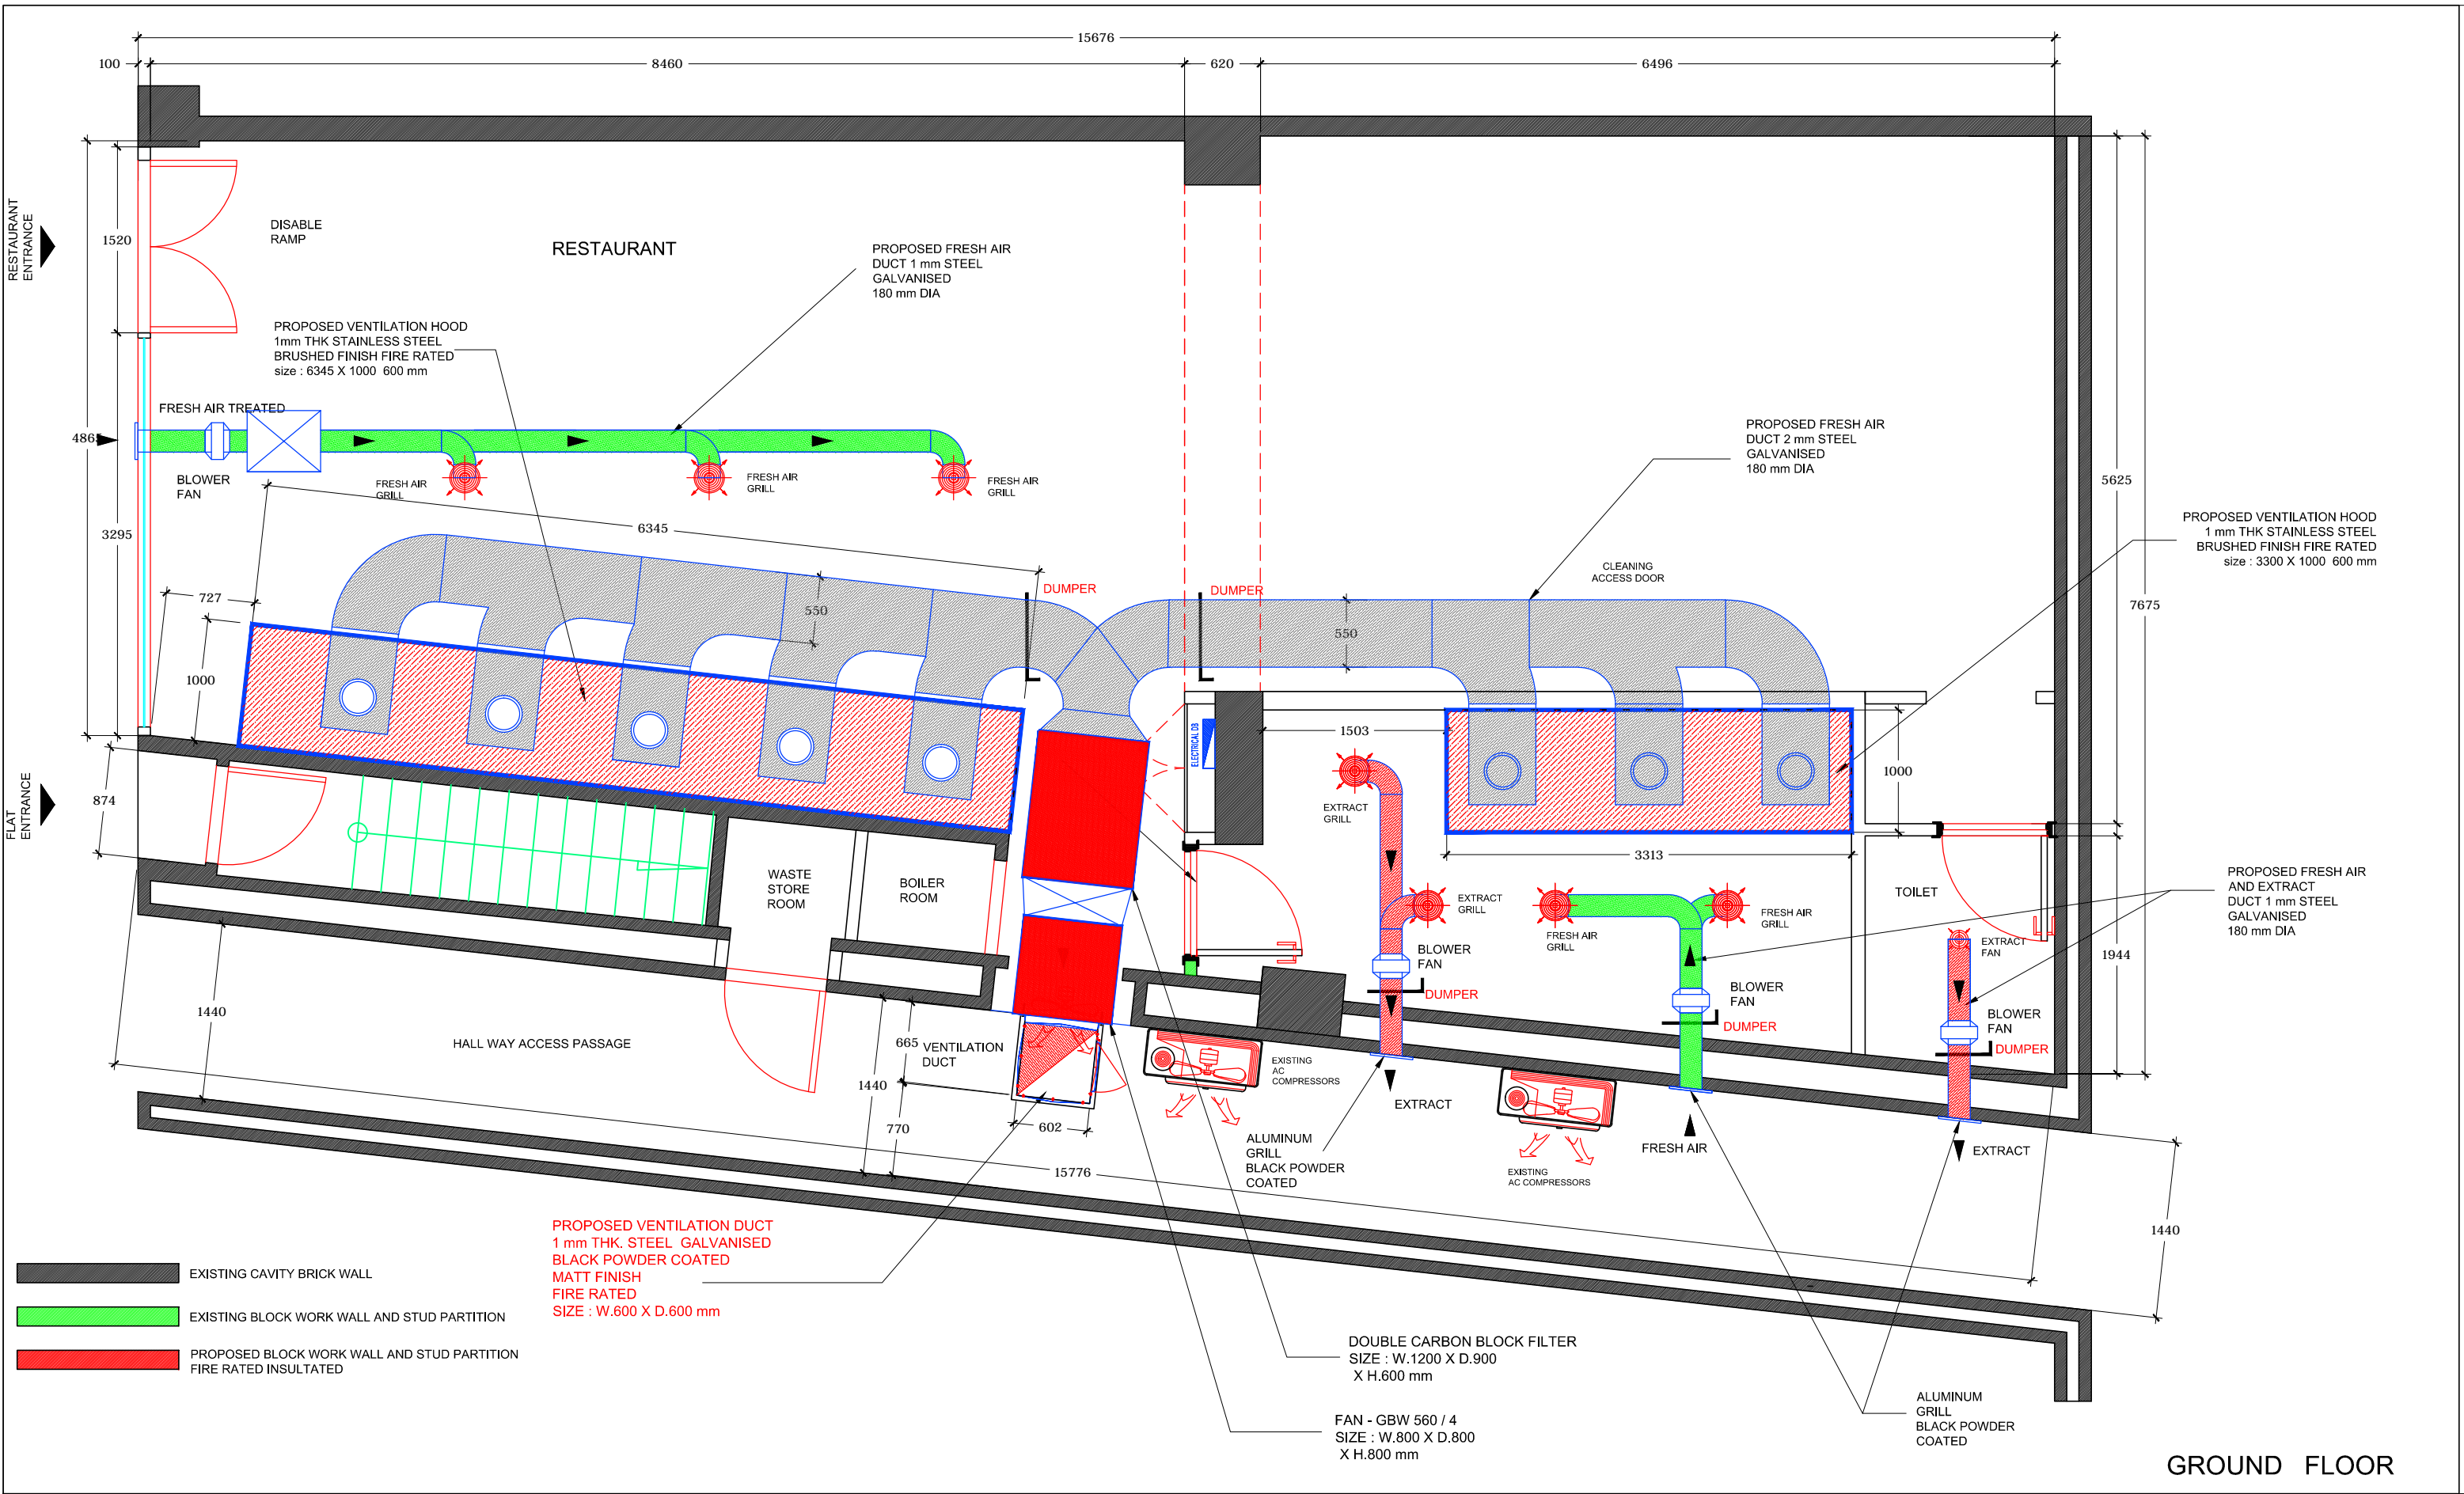 15676
100
8460
620
6496
RESTAURANT
ENTRANCE
1520
DISABLE
RAMP
RESTAURANT
PROPOSED FRESH AIR
DUCT 1 mm STEEL
GALVANISED
180 mm DIA
PROPOSED VENTILATION HOOD
1mm THK STAINLESS STEEL
BRUSHED FINISH FIRE RATED
size : 6345 X 1000  600 mm
FRESH AIR TREATED
4865
BLOWER
FAN
FRESH AIR
GRILL
FRESH AIR
GRILL
FRESH AIR
GRILL
PROPOSED FRESH AIR
DUCT 2 mm STEEL
GALVANISED
180 mm DIA
5625
PROPOSED VENTILATION HOOD
1 mm THK STAINLESS STEEL
BRUSHED FINISH FIRE RATED
size : 3300 X 1000  600 mm
3295
6345
727
550
DUMPER
DUMPER
CLEANING
ACCESS DOOR
550
7675
1000
ELECTRICAL DB
1503
1000
FLAT
ENTRANCE
874
EXTRACT
GRILL
3313
WASTE
STORE
ROOM
BOILER
ROOM
TOILET
PROPOSED FRESH AIR
AND EXTRACT
DUCT 1 mm STEEL
GALVANISED
180 mm DIA
EXTRACT
GRILL
FRESH AIR
GRILL
FRESH AIR
GRILL
EXTRACT
FAN
1944
BLOWER
FAN
DUMPER
BLOWER
FAN
DUMPER
BLOWER
FAN
DUMPER
1440
HALL WAY ACCESS PASSAGE
665
VENTILATION
DUCT
1440
770
602
EXISTING
AC
COMPRESSORS
EXTRACT
ALUMINUM
GRILL
BLACK POWDER
COATED
EXISTING
AC COMPRESSORS
FRESH AIR
EXTRACT
15776
1440
PROPOSED VENTILATION DUCT
1 mm THK. STEEL  GALVANISED
BLACK POWDER COATED
MATT FINISH
FIRE RATED
SIZE : W.600 X D.600 mm
EXISTING CAVITY BRICK WALL
EXISTING BLOCK WORK WALL AND STUD PARTITION
PROPOSED BLOCK WORK WALL AND STUD PARTITION
FIRE RATED INSULTATED
DOUBLE CARBON BLOCK FILTER
SIZE : W.1200 X D.900
X H.600 mm
FAN - GBW 560 / 4
SIZE : W.800 X D.800
X H.800 mm
ALUMINUM
GRILL
BLACK POWDER
COATED
GROUND FLOOR